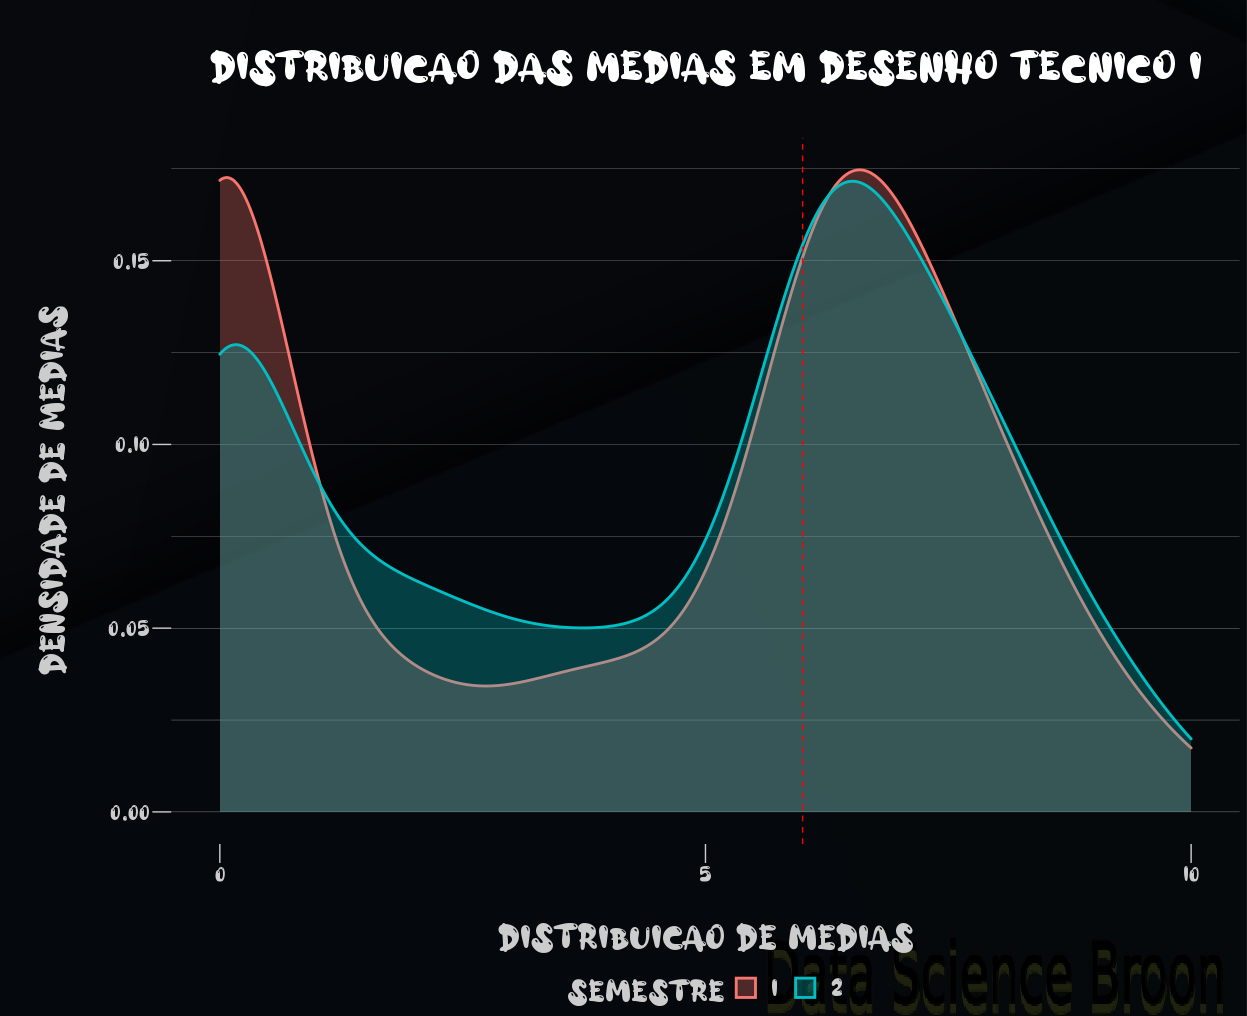 DISTRIBUICAO DAS MEDIAS EM DESENHO TECNICO I
DENSIDADE DE MEDIAS
0.15
0.10
0.05
0.00
0 5 10
DISTRIBUICAO DE MEDIAS
SEMESTRE 1 2
Data Science Broon